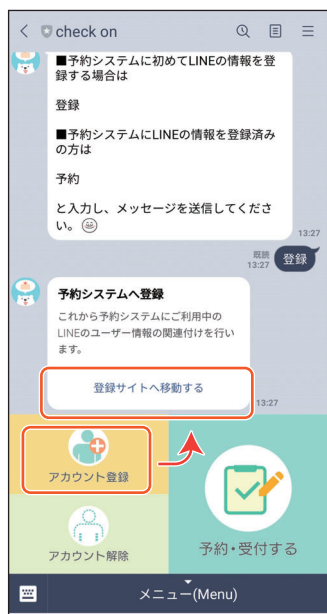 check on
■予約システムに初めてLINEの情報を登
録する場合は
登録
■予約システムにLINEの情報を登録済み
の方は
予約
と入力し、メッセージを送信してくださ
い。
13:27
既読
13:27
登録
予約システムへ登録
これから予約システムにご利用中の
LINEのユーザー情報の関連付けを行い
ます。
登録サイトへ移動する
13:27
アカウント登録
予約・受付する
アカウント解除
メニュー(Menu)